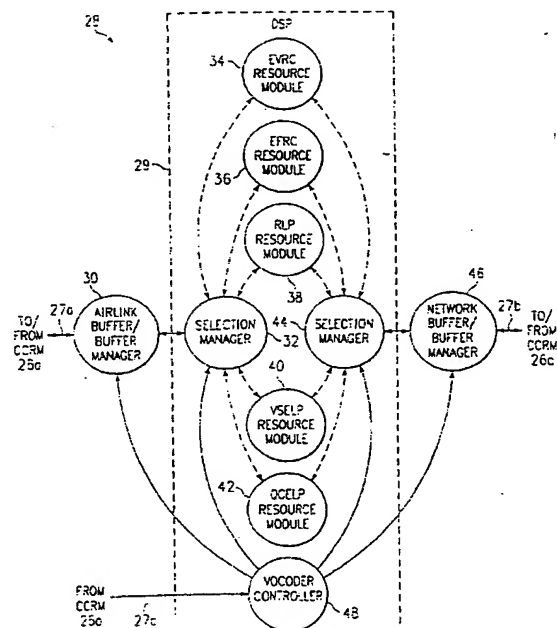 28
DSP
34
EVRC
RESOURCE
MODULE
EFRC
RESOURCE
MODULE
36
29
RLP
RESOURCE
MODULE
38
30
AIRLINK
BUFFER/
BUFFER
MANAGER
TO/
FROM
CCRM
26a
27a
SELECTION
MANAGER
32
44
SELECTION
MANAGER
46
NETWORK
BUFFER/
BUFFER
MANAGER
27b
TO/
FROM
CCRM
26c
40
VSELP
RESOURCE
MODULE
42
QCELP
RESOURCE
MODULE
FROM
CCRM
26a
27c
VOCODER
CONTROLLER
48